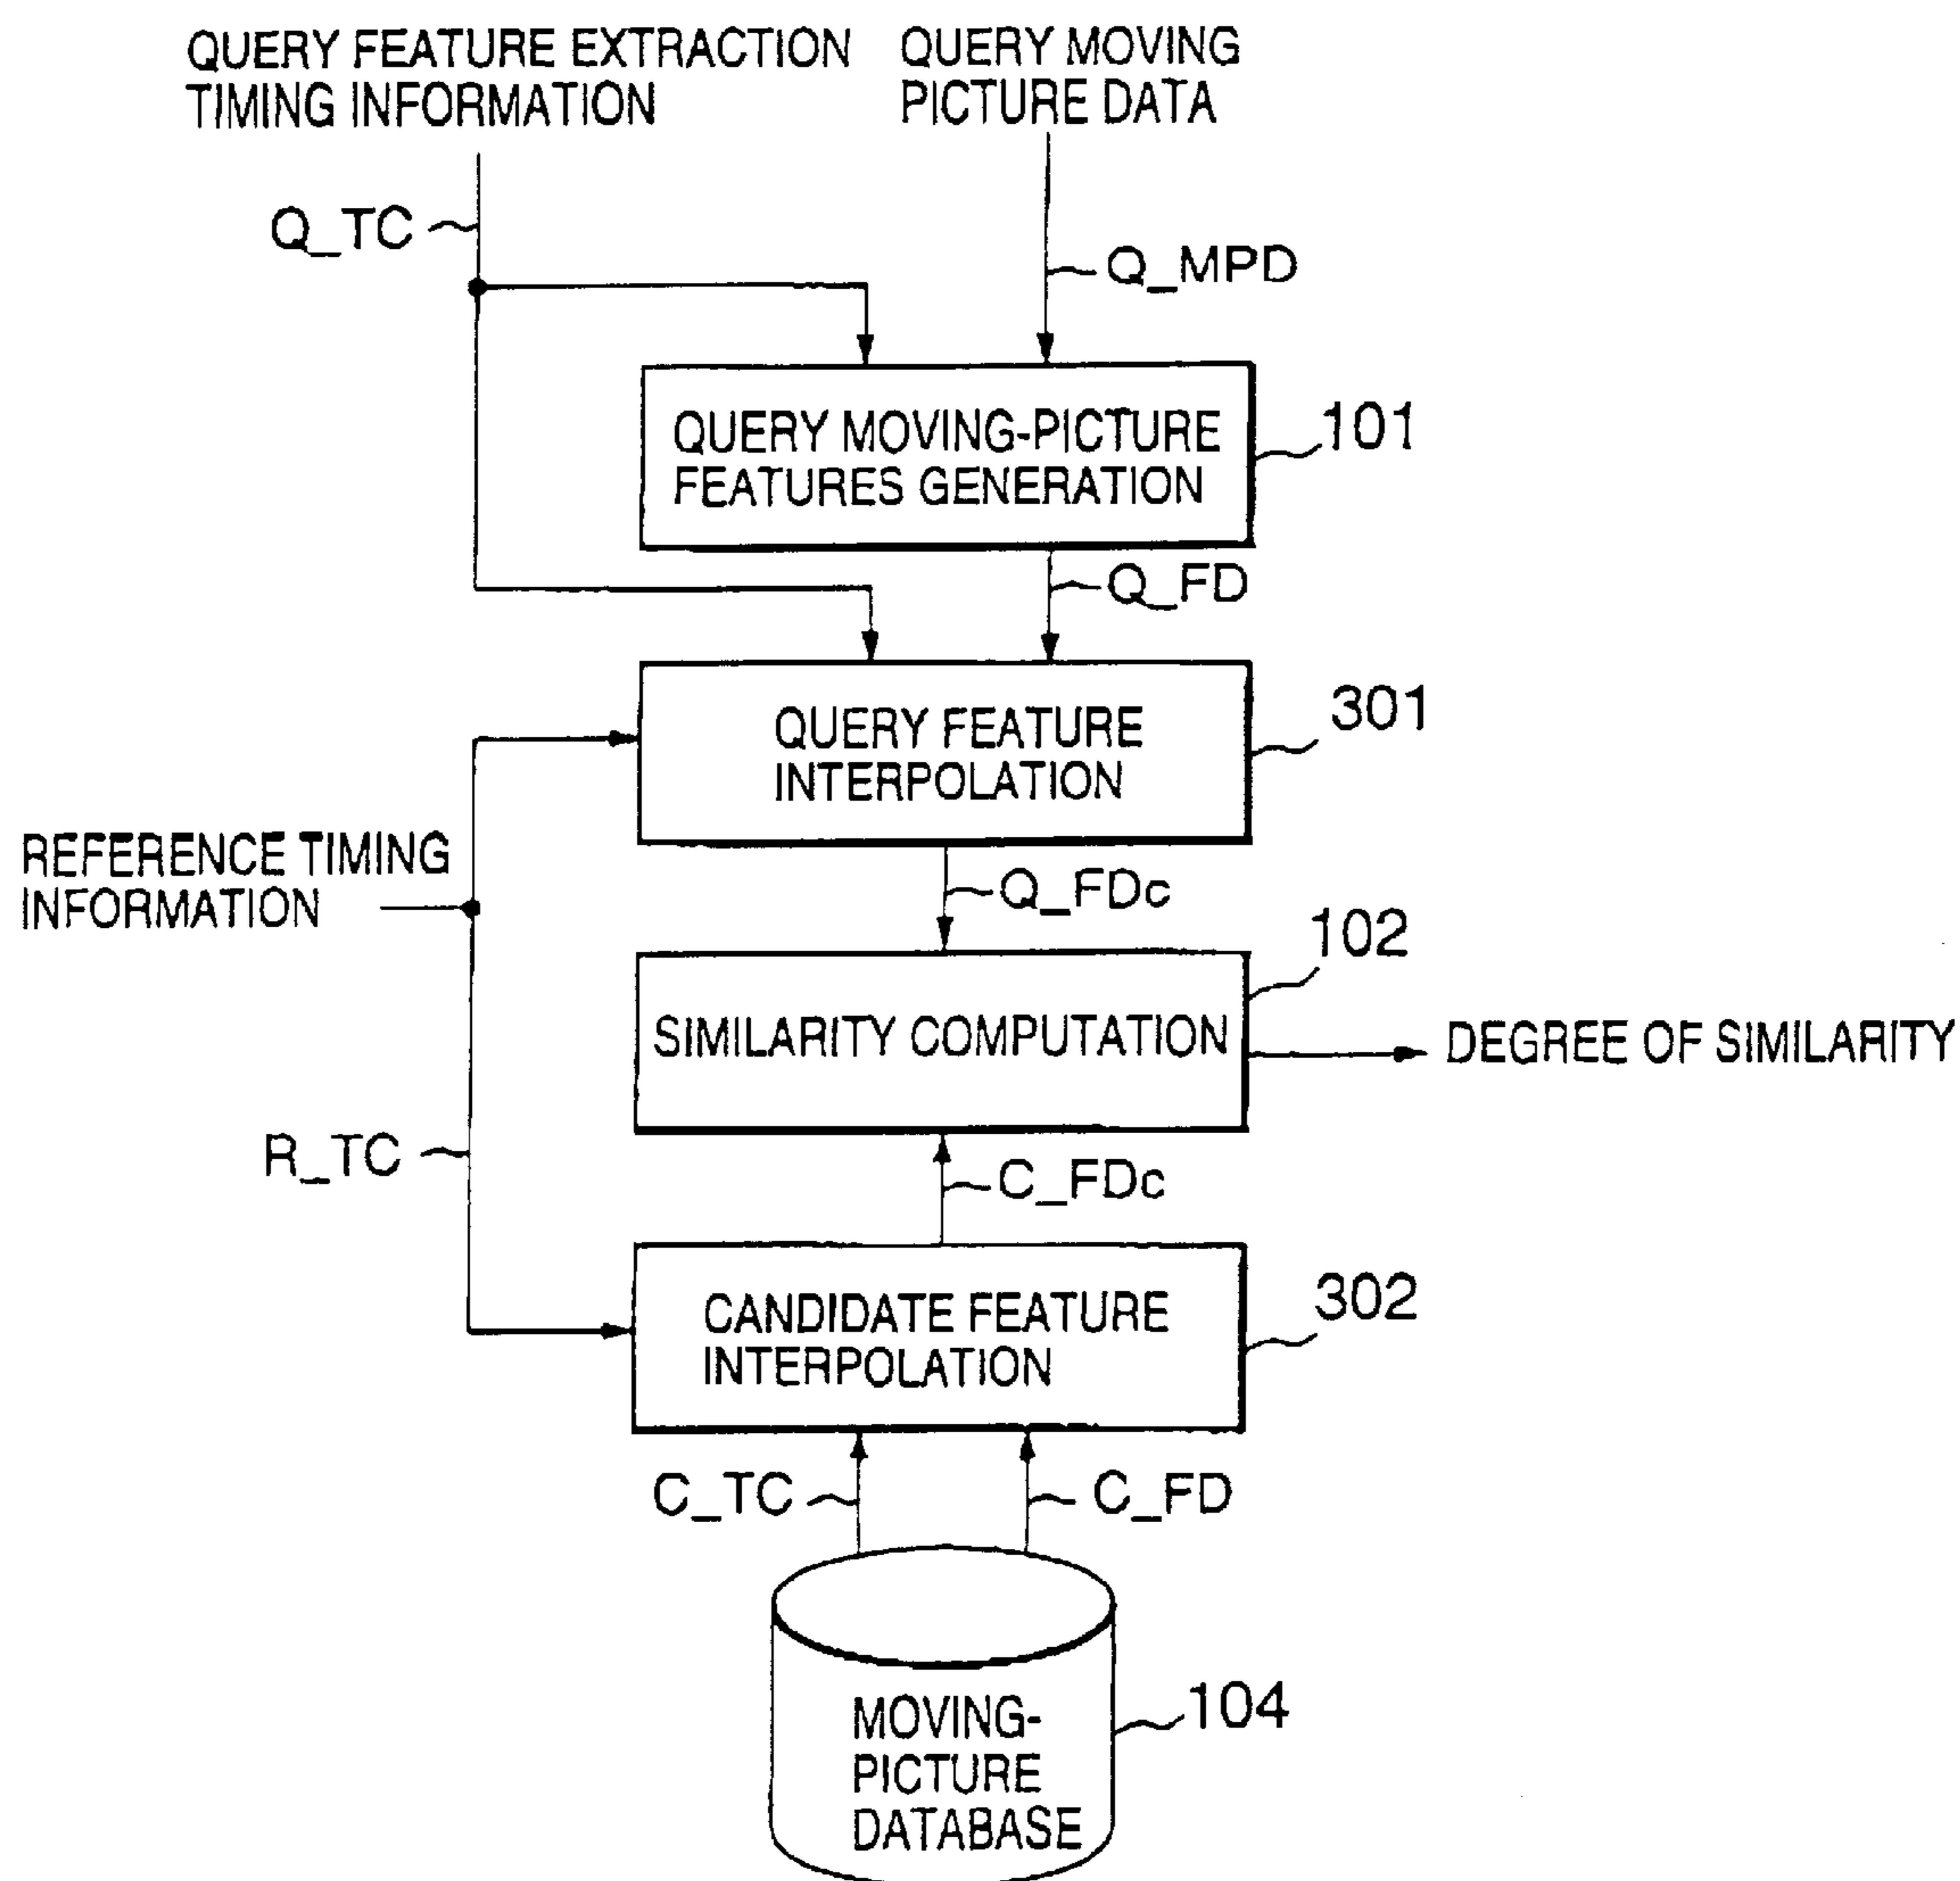 QUERY FEATURE EXTRACTION
TIMING INFORMATION
QUERY MOVING
PICTURE DATA
Q_TC
Q_MPD
QUERY MOVING-PICTURE
FEATURES GENERATION
101
Q_FD
QUERY FEATURE
INTERPOLATION
301
REFERENCE TIMING
INFORMATION
Q_FDc
102
SIMILARITY COMPUTATION
DEGREE OF SIMILARITY
R_TC
C_FDc
CANDIDATE FEATURE
INTERPOLATION
302
C_TC
C_FD
MOVING-
PICTURE
DATABASE
104